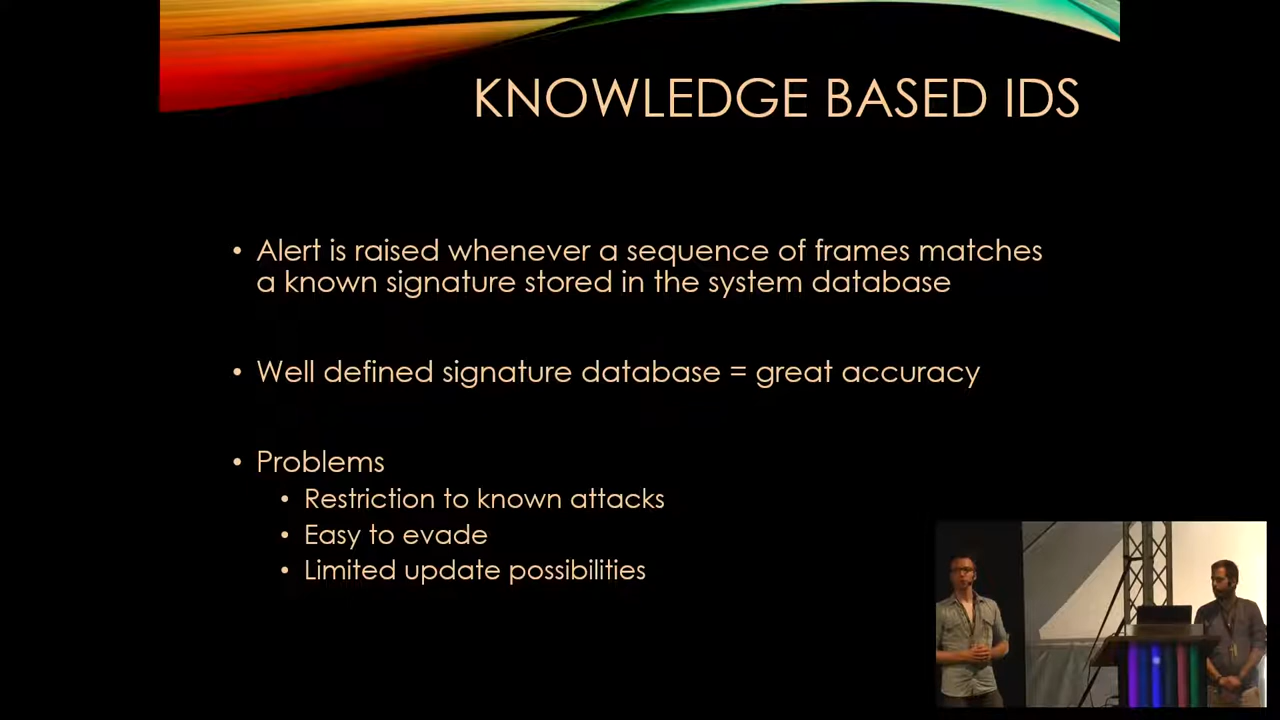 KNOWLEDGE BASED IDS
• Alert is raised whenever a sequence of frames matches
a known signature stored in the system database
• Well defined signature database = great accuracy
• Problems
• Restriction to known attacks
• Easy to evade
• Limited update possibilities